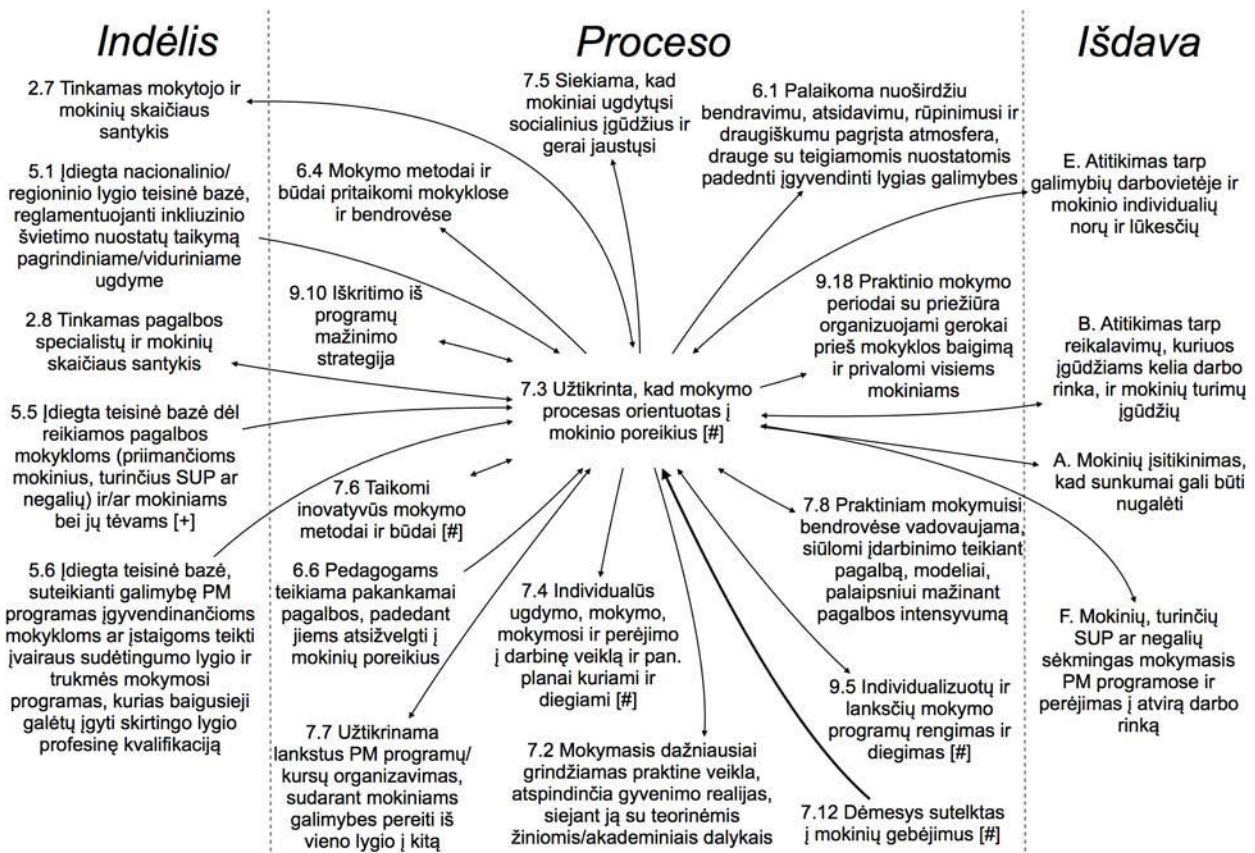 Indėlis
2.7 Tinkamas mokytojo ir
mokinių skaičiaus
santykis
5.1 Įdiegta nacionalinio/
regioninio lygio teisinė bazė,
reglamentuojanti inkliuzinio
švietimo nuostatų taikymą
pagrindiniame/viduriniame
ugdyme
2.8 Tinkamas pagalbos
specialistų ir mokinių
skaičiaus santykis
5.5 Įdiegta teisinė bazė dėl
reikiamos pagalbos
mokykloms (priimančioms
mokinius, turinčius SUP ar
negalių) ir/ar mokiniams
bei jų tėvams [+]
5.6 Įdiegta teisinė bazė,
suteikianti galimybę PM
programas įgyvendinančioms
mokykloms ar įstaigoms teikti
įvairaus sudėtingumo lygio ir
trukmės mokymosi
programas, kurias baigusieji
galėtų įgyti skirtingo lygio
profesinę kvalifikaciją
Proceso
7.5 Siekiama, kad
mokiniai ugdytųsi
socialinius įgūdžius ir
gerai jaustųsi
6.1 Palaikoma nuoširdžiu
bendravimu, atsidavimu, rūpinimusi ir
draugiškumu pagrįsta atmosfera,
drauge su teigiamomis nuostatomis
padednti įgyvendinti lygias galimybes
6.4 Mokymo metodai ir
būdai pritaikomi mokyklose
ir bendrovėse
9.10 Iškritimo iš
programų
mažinimo
strategija
9.18 Praktinio mokymo
periodai su priežiūra
organizuojami gerokai
prieš mokyklos baigimą
ir privalomi visiems
mokiniams
7.3 Užtikrinta, kad mokymo
procesas orientuotas į
mokinio poreikius [#]
7.6 Taikomi
inovatyvūs mokymo
metodai ir būdai [#]
7.8 Praktiniam mokymuisi
bendrovėse vadovaujama,
siūlomi įdarbinimo teikiant
pagalbą, modeliai,
palaipsniui mažinant
pagalbos intensyvumą
6.6 Pedagogams
teikiama pakankamai
pagalbos, padedant
jiems atsižvelgti į
mokinių poreikius
7.4 Individualūs
ugdymo, mokymo,
mokymosi ir perėjimo
į darbinę veiklą ir pan.
planai kuriami ir
diegiami [#]
9.5 Individualizuotų ir
lanksčių mokymo
programų rengimas ir
diegimas [#]
7.7 Užtikrinama
lankstus PM programų/
kursų organizavimas,
sudarant mokiniams
galimybes pereiti iš
vieno lygio į kitą
7.2 Mokymasis dažniausiai
grindžiamas praktine veikla,
atspindinčia gyvenimo realijas,
siejant ją su teorinėmis
žiniomis/akademiniais dalykais
7.12 Dėmesys sutelktas
į mokinių gebėjimus [#]
Išdava
E. Atitikimas tarp
galimybių darbovietėje ir
mokinio individualių
norų ir lūkesčių
B. Atitikimas tarp
reikalavimų, kuriuos
įgūdžiams kelia darbo
rinka, ir mokinių turimų
įgūdžių
A. Mokinių įsitikinimas,
kad sunkumai gali būti
nugalėti
F. Mokinių, turinčių
SUP ar negalių
sėkmingas mokymasis
PM programose ir
perėjimas į atvirą darbo
rinką